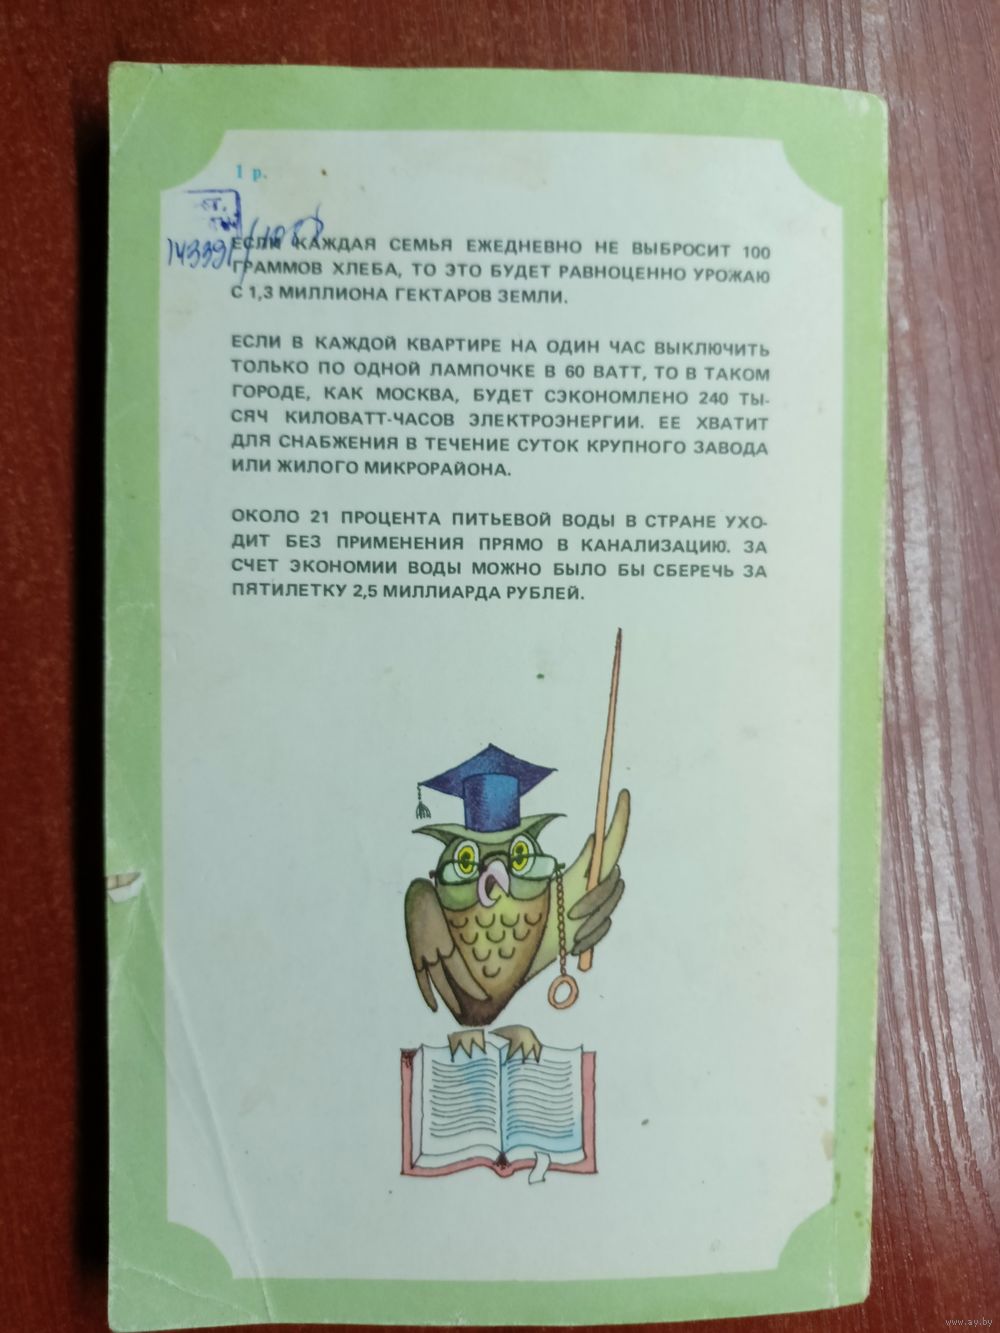 1 р.
14339
ЕСЛИ КАЖДАЯ СЕМЬЯ ЕЖЕДНЕВНО НЕ ВЫБРОСИТ 100
ГРАММОВ ХЛЕБА, ТО ЭТО БУДЕТ РАВНОЦЕННО УРОЖАЮ
С 1,3 МИЛЛИОНА ГЕКТАРОВ ЗЕМЛИ.
ЕСЛИ В КАЖДОЙ КВАРТИРЕ НА ОДИН ЧАС ВЫКЛЮЧИТЬ
ТОЛЬКО ПО ОДНОЙ ЛАМПОЧКЕ В 60 ВАТТ, ТО В ТАКОМ
ГОРОДЕ, КАК МОСКВА, БУДЕТ СЭКОНОМЛЕНО 240 ТЫ-
СЯЧ КИЛОВАТТ-ЧАСОВ ЭЛЕКТРОЭНЕРГИИ. ЕЕ ХВАТИТ
ДЛЯ СНАБЖЕНИЯ В ТЕЧЕНИЕ СУТОК КРУПНОГО ЗАВОДА
ИЛИ ЖИЛОГО МИКРОРАЙОНА.
ОКОЛО 21 ПРОЦЕНТА ПИТЬЕВОЙ ВОДЫ В СТРАНЕ УХО-
ДИТ БЕЗ ПРИМЕНЕНИЯ ПРЯМО В КАНАЛИЗАЦИЮ. ЗА
СЧЕТ ЭКОНОМИИ ВОДЫ МОЖНО БЫЛО БЫ СБЕРЕЧЬ ЗА
ПЯТИЛЕТКУ 2,5 МИЛЛИАРДА РУБЛЕЙ.
www.ay.by